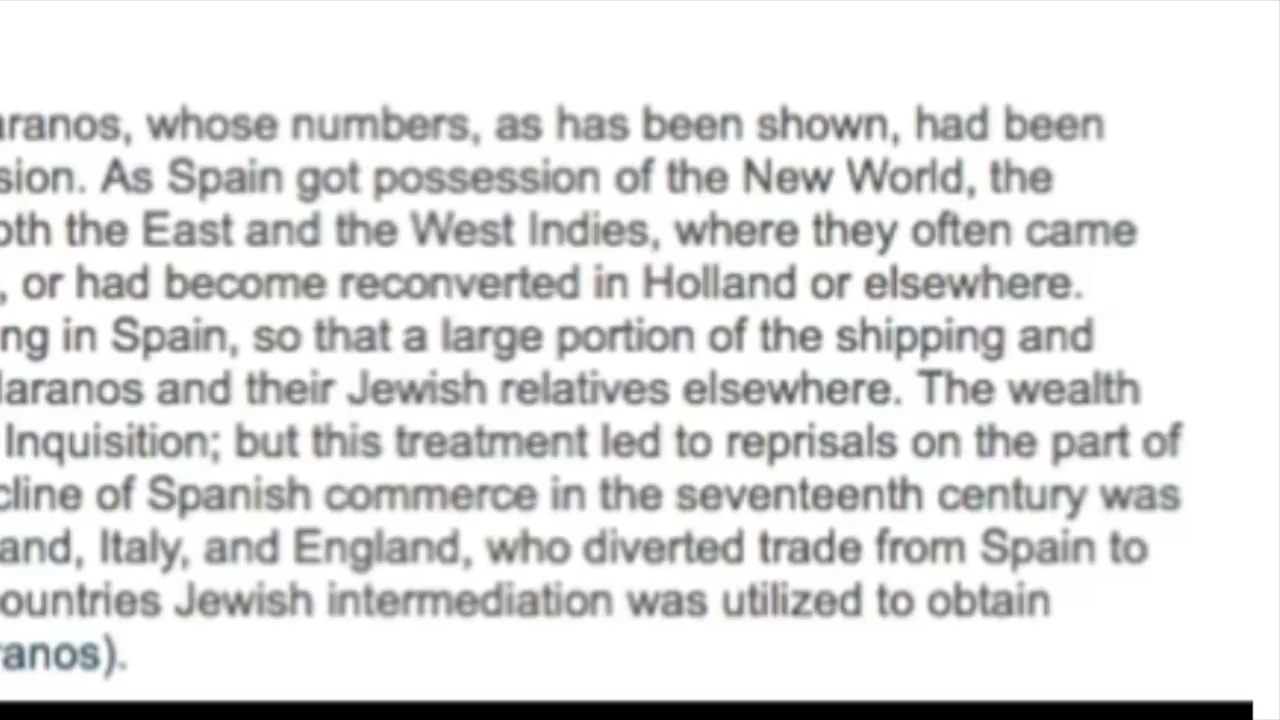 aranos, whose numbers, as has been shown, had been
sion. As Spain got possession of the New World, the
oth the East and the West Indies, where they often came
, or had become reconverted in Holland or elsewhere.
ng in Spain, so that a large portion of the shipping and
laranos and their Jewish relatives elsewhere. The wealth
Inquisition; but this treatment led to reprisals on the part of
cline of Spanish commerce in the seventeenth century was
and, Italy, and England, who diverted trade from Spain to
ountries Jewish intermediation was utilized to obtain
ranos).